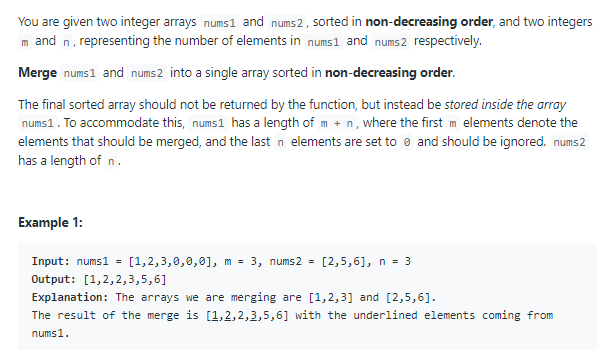 You are given two integer arrays nums1 and nums2, sorted in non-decreasing order, and two integers
m and n, representing the number of elements in nums1 and nums2 respectively.
Merge nums1 and nums2 into a single array sorted in non-decreasing order.
The final sorted array should not be returned by the function, but instead be stored inside the array
nums1. To accommodate this, nums1 has a length of m + n, where the first m elements denote the
elements that should be merged, and the last n elements are set to 0 and should be ignored. nums2
has a length of n.
Example 1:
Input: nums1 = [1,2,3,0,0,0], m = 3, nums2 = [2,5,6], n = 3
Output: [1,2,2,3,5,6]
Explanation: The arrays we are merging are [1,2,3] and [2,5,6].
The result of the merge is [1,2,2,3,5,6] with the underlined elements coming from
nums1.